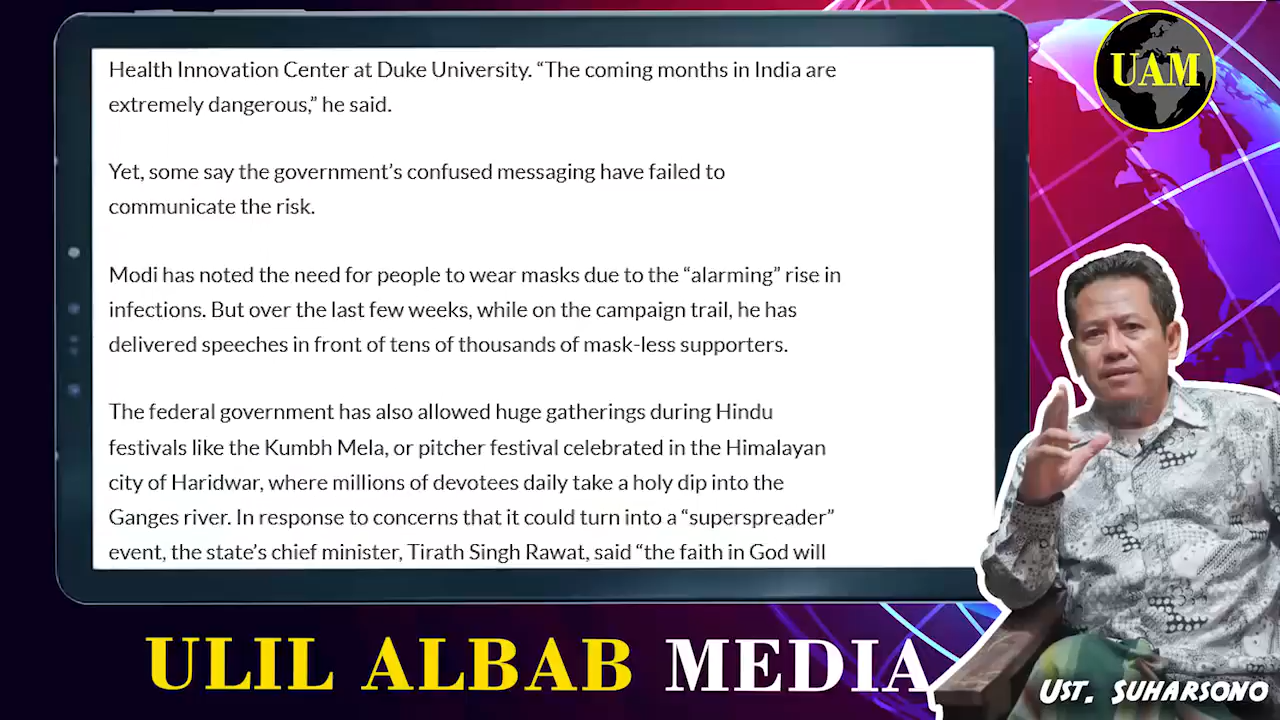 Health Innovation Center at Duke University. “The coming months in India are
extremely dangerous,” he said.
Yet, some say the government’s confused messaging have failed to
communicate the risk.
Modi has noted the need for people to wear masks due to the “alarming” rise in
infections. But over the last few weeks, while on the campaign trail, he has
delivered speeches in front of tens of thousands of mask-less supporters.
The federal government has also allowed huge gatherings during Hindu
festivals like the Kumbh Mela, or pitcher festival celebrated in the Himalayan
city of Haridwar, where millions of devotees daily take a holy dip into the
Ganges river. In response to concerns that it could turn into a “superspreader”
event, the state’s chief minister, Tirath Singh Rawat, said “the faith in God will
UAM
ULIL ALBAB MEDIA
UST. SUHARSONO